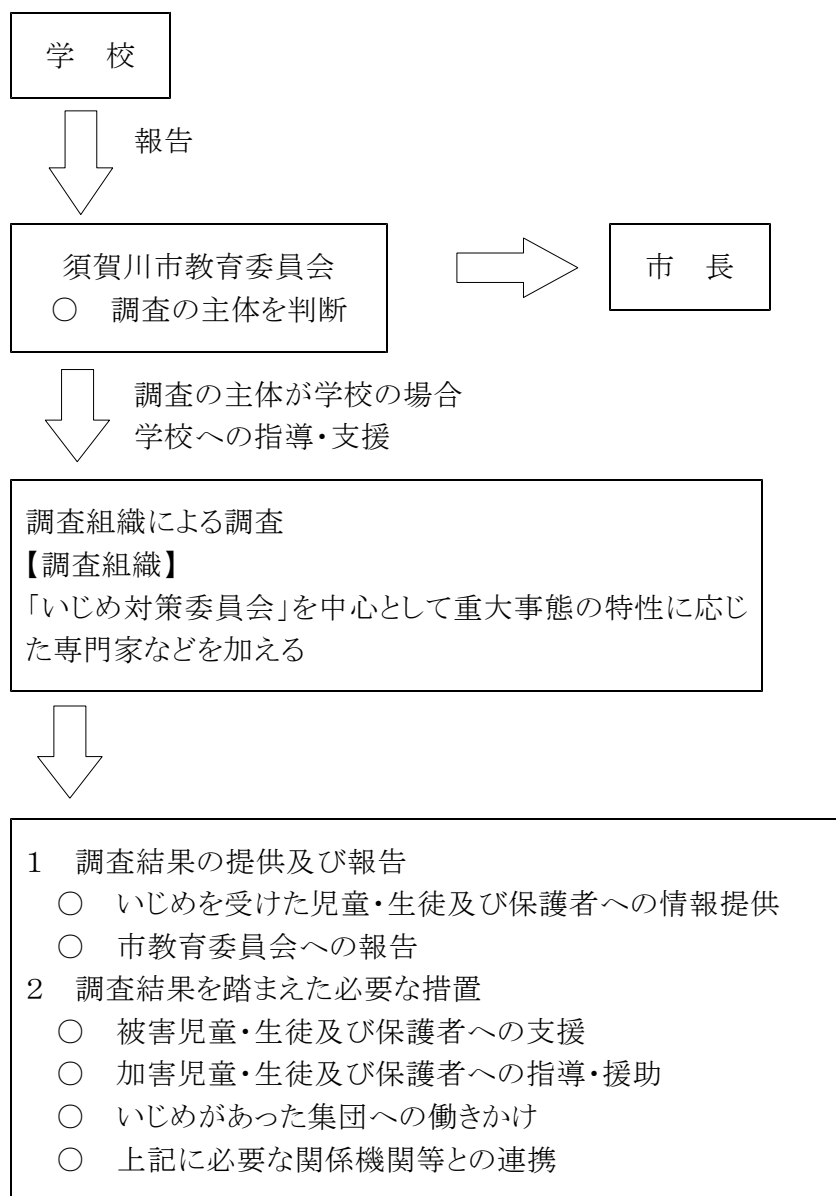 学　校
報告
須賀川市教育委員会
○　調査の主体を判断
市　長
調査の主体が学校の場合
学校への指導・支援
調査組織による調査
【調査組織】
「いじめ対策委員会」を中心として重大事態の特性に応じ
た専門家などを加える
１　調査結果の提供及び報告
○　いじめを受けた児童・生徒及び保護者への情報提供
○　市教育委員会への報告
２　調査結果を踏まえた必要な措置
○　被害児童・生徒及び保護者への支援
○　加害児童・生徒及び保護者への指導・援助
○　いじめがあった集団への働きかけ
○　上記に必要な関係機関等との連携